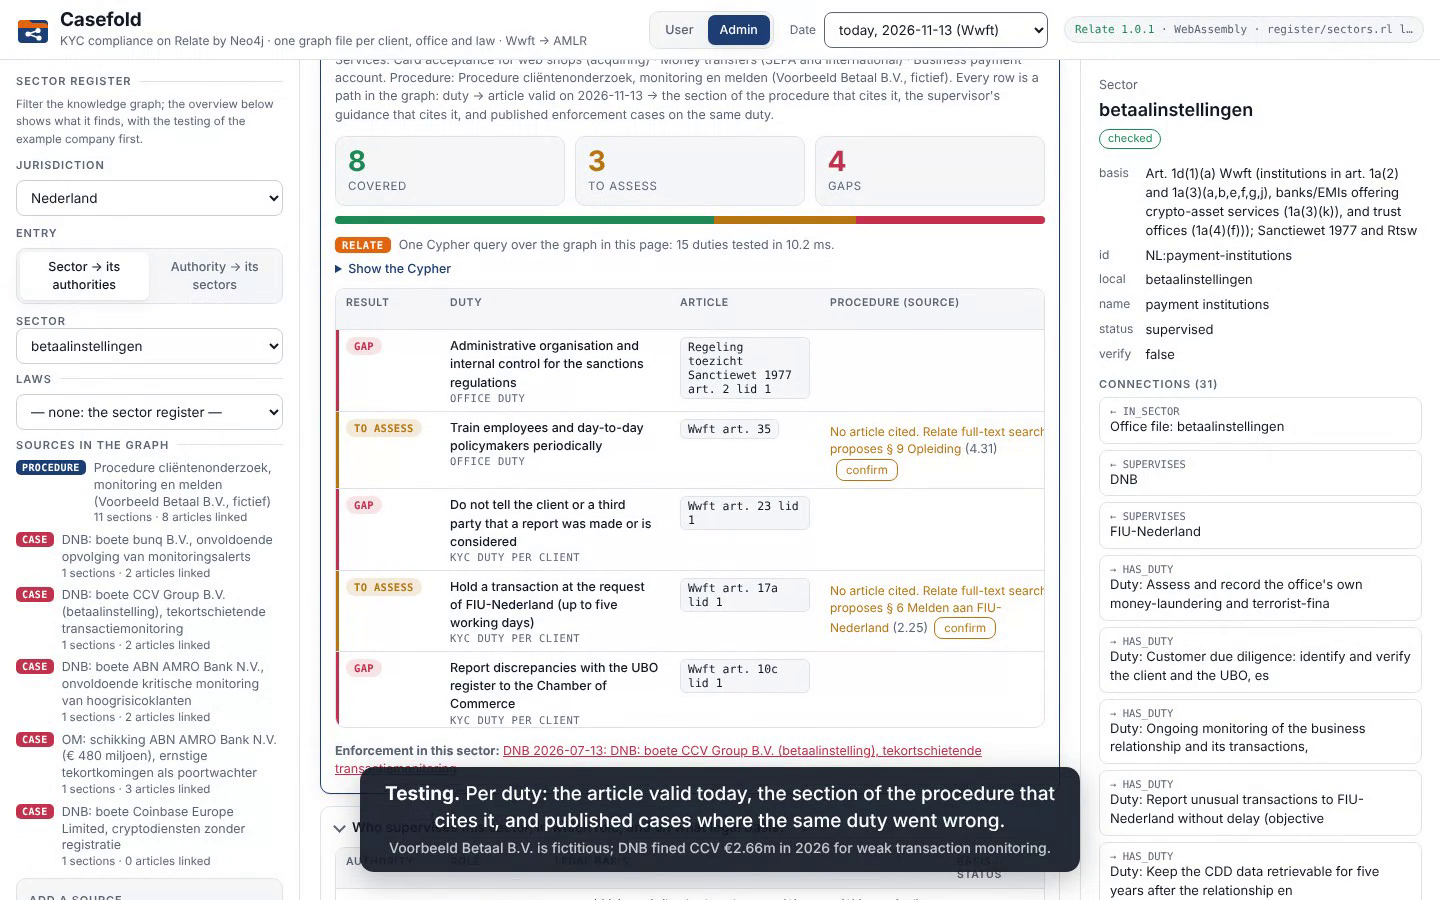 Casefold
KYC compliance on Relate by Neo4j · one graph file per client, office and law · Wwft → AMLR
User
Admin
Date
today, 2026-11-13 (Wwft)
Relate 1.0.1 · WebAssembly · register/sectors.rl l…
SECTOR REGISTER
Filter the knowledge graph; the overview below
shows what it finds, with the testing of the
example company first.
JURISDICTION
Nederland
ENTRY
Sector → its
authorities
Authority → its
sectors
SECTOR
betaalinstellingen
LAWS
— none: the sector register —
SOURCES IN THE GRAPH
PROCEDURE
Procedure cliëntenonderzoek,
monitoring en melden
(Voorbeeld Betaal B.V., fictief)
11 sections · 8 articles linked
CASE
DNB: boete bunq B.V., onvoldoende
opvolging van monitoringsalerts
1 sections · 2 articles linked
CASE
DNB: boete CCV Group B.V.
(betaalinstelling), tekortschietende
transactiemonitoring
1 sections · 2 articles linked
CASE
DNB: boete ABN AMRO Bank N.V.,
onvoldoende kritische monitoring
van hoogrisicoklanten
1 sections · 2 articles linked
CASE
OM: schikking ABN AMRO Bank N.V.
(€ 480 miljoen), ernstige
tekortkomingen als poortwachter
1 sections · 3 articles linked
CASE
DNB: boete Coinbase Europe
Limited, cryptodiensten zonder
registratie
1 sections · 0 articles linked
ADD A SOURCE
Services: Card acceptance for web shops (acquiring) · Money transfers (SEPA and international) · Business payment
account. Procedure: Procedure cliëntenonderzoek, monitoring en melden (Voorbeeld Betaal B.V., fictief). Every row is a
path in the graph: duty → article valid on 2026-11-13 → the section of the procedure that cites it, the supervisor's
guidance that cites it, and published enforcement cases on the same duty.
8
COVERED
3
TO ASSESS
4
GAPS
RELATE One Cypher query over the graph in this page: 15 duties tested in 10.2 ms.
Show the Cypher
RESULT DUTY ARTICLE PROCEDURE (SOURCE)
GAP
Administrative organisation and
internal control for the sanctions
regulations
OFFICE DUTY
Regeling
toezicht
Sanctiewet 1977
art. 2 lid 1
TO ASSESS
Train employees and day-to-day
policymakers periodically
OFFICE DUTY
Wwft art. 35
No article cited. Relate full-text search
proposes § 9 Opleiding (4.31)
confirm
GAP
Do not tell the client or a third
party that a report was made or is
considered
KYC DUTY PER CLIENT
Wwft art. 23 lid
1
TO ASSESS
Hold a transaction at the request
of FIU-Nederland (up to five
working days)
KYC DUTY PER CLIENT
Wwft art. 17a
lid 1
No article cited. Relate full-text search
proposes § 6 Melden aan FIU-
Nederland (2.25) confirm
GAP
Report discrepancies with the UBO
register to the Chamber of
Commerce
KYC DUTY PER CLIENT
Wwft art. 10c
lid 1
Enforcement in this sector: DNB 2026-07-13: DNB: boete CCV Group B.V. (betaalinstelling), tekortschietende
transactiemonitoring
Testing. Per duty: the article valid today, the section of the procedure that
cites it, and published cases where the same duty went wrong.
Voorbeeld Betaal B.V. is fictitious; DNB fined CCV €2.66m in 2026 for weak transaction monitoring.
STATUS
Sector
betaalinstellingen
checked
basis Art. 1d(1)(a) Wwft (institutions in art. 1a(2)
and 1a(3)(a,b,e,f,g,j), banks/EMIs offering
crypto-asset services (1a(3)(k)), and trust
offices (1a(4)(f))); Sanctiewet 1977 and Rtsw
id NL:payment-institutions
local betaalinstellingen
name payment institutions
status supervised
verify false
CONNECTIONS (31)
← IN_SECTOR
Office file: betaalinstellingen
← SUPERVISES
DNB
← SUPERVISES
FIU-Nederland
→ HAS_DUTY
Duty: Assess and record the office's own
money-laundering and terrorist-fina
→ HAS_DUTY
Duty: Customer due diligence: identify and verify
the client and the UBO, es
→ HAS_DUTY
Duty: Ongoing monitoring of the business
relationship and its transactions,
→ HAS_DUTY
Duty: Report unusual transactions to FIU-
Nederland without delay (objective
→ HAS_DUTY
Duty: Keep the CDD data retrievable for five
years after the relationship en